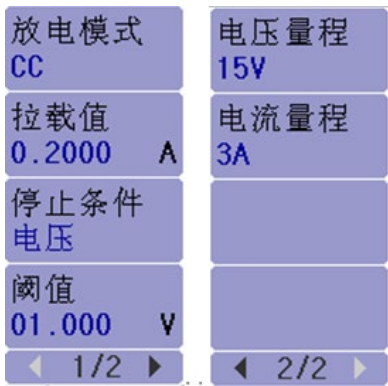 放电模式
CC
拉载值
0.2000 A
停止条件
电压
阈值
01.000 V
1/2
电压量程
15V
电流量程
3A
2/2